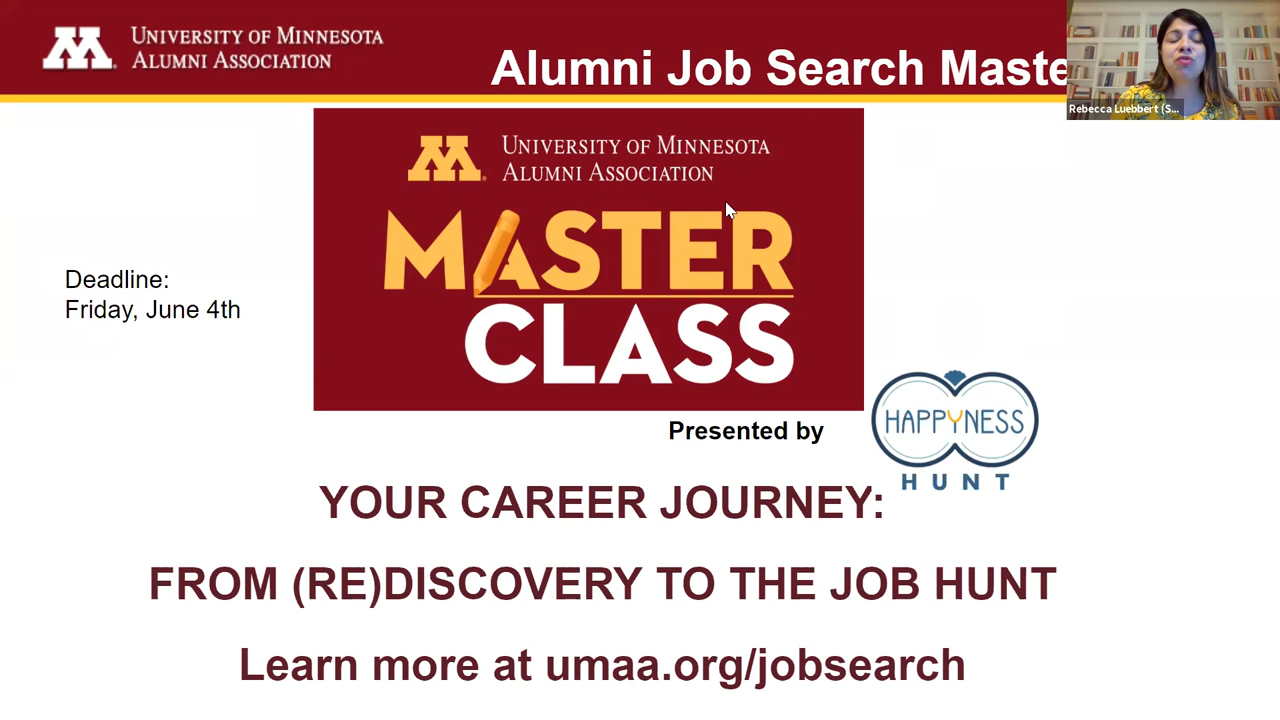 UNIVERSITY OF MINNESOTA
ALUMNI ASSOCIATION
Alumni Job Search Maste
Rebecca Luebbert (S...
UNIVERSITY OF MINNESOTA
ALUMNI ASSOCIATION
MASTER
CLASS
Deadline:
Friday, June 4th
HAPPYNESS
HUNT
Presented by
YOUR CAREER JOURNEY:
FROM (RE)DISCOVERY TO THE JOB HUNT
Learn more at umaa.org/jobsearch